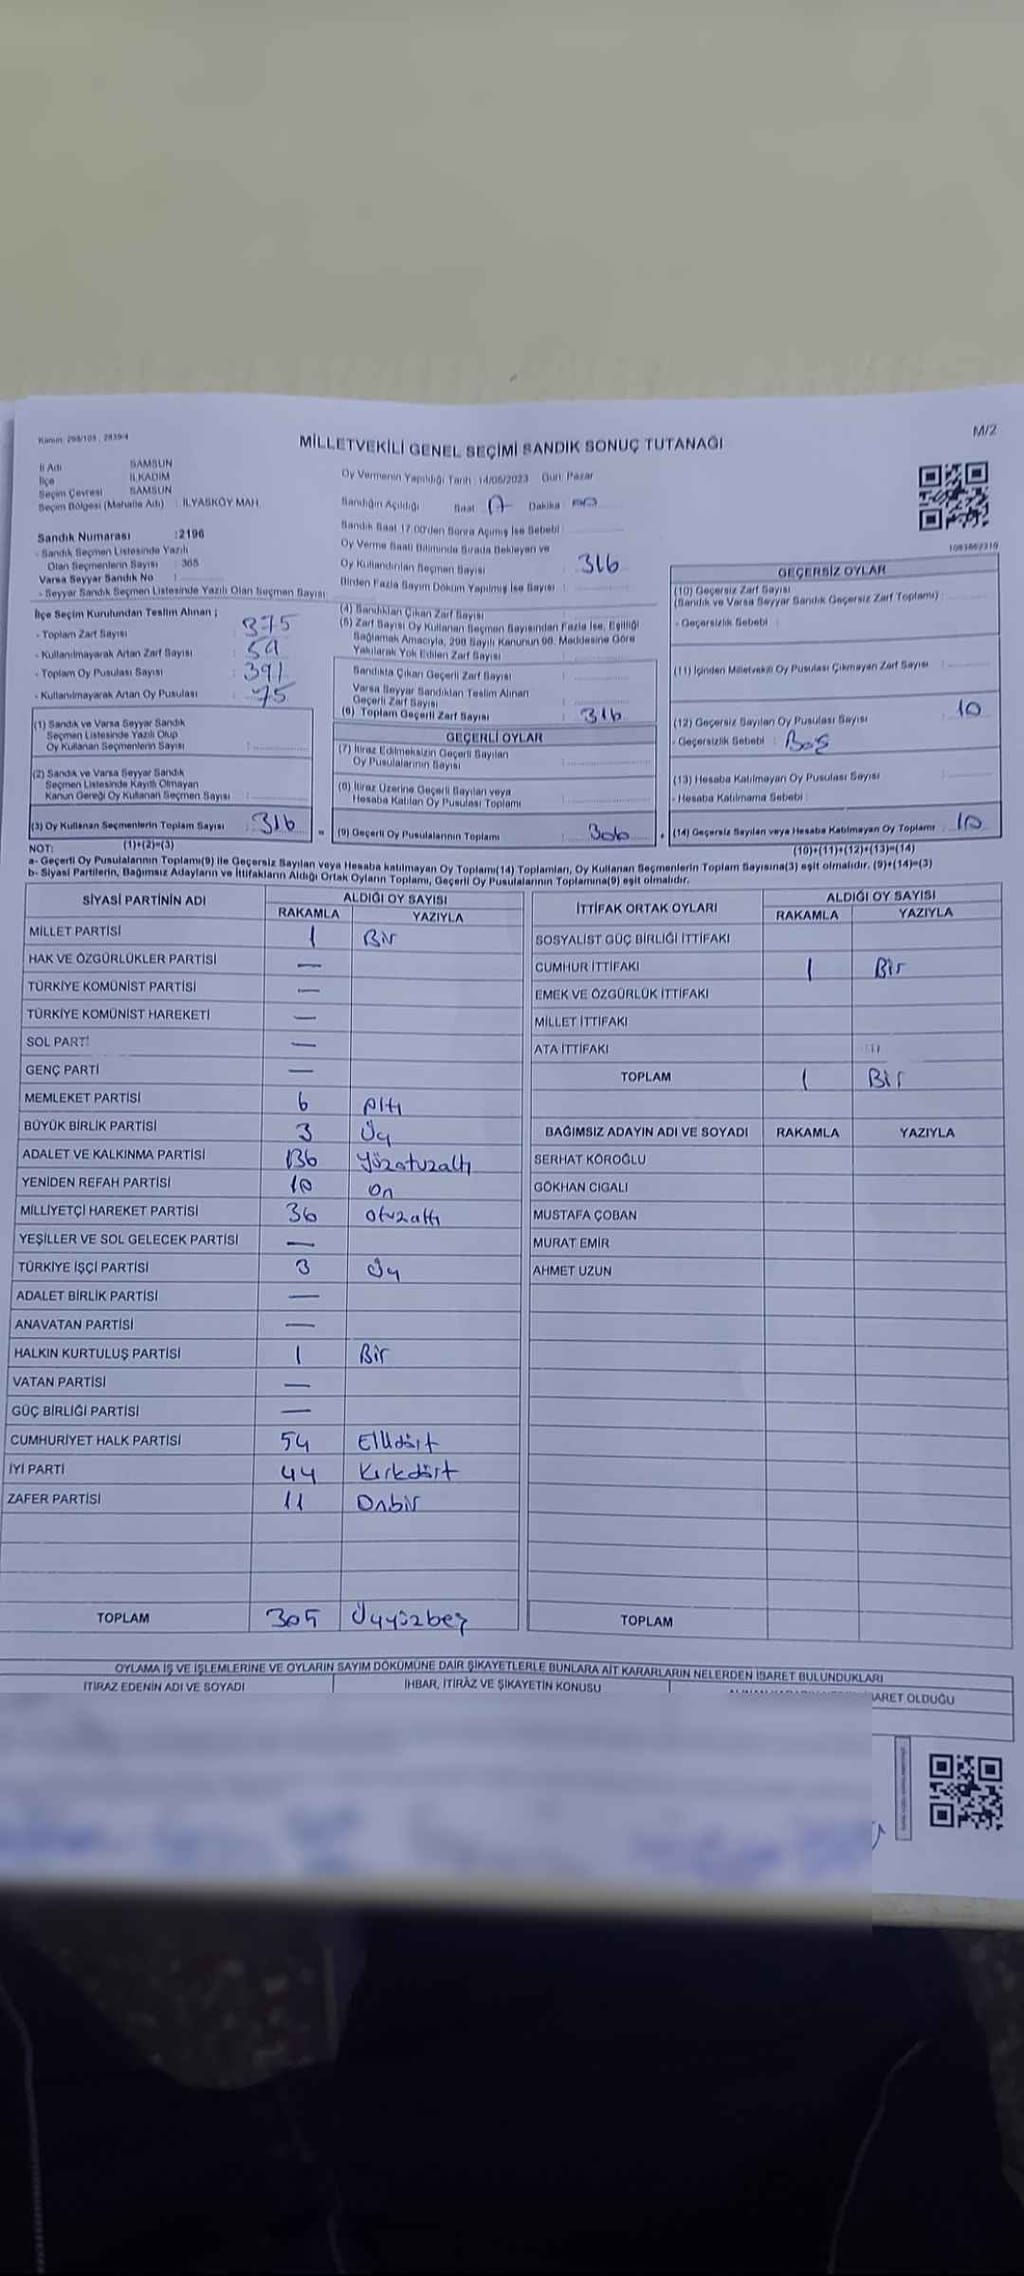 Kanun: 298/105 , 2839/4
M/2
MİLLETVEKİLİ GENEL SEÇİMİ SANDIK SONUÇ TUTANAĞI
İl Adı SAMSUN
İlçe İLKADIM
Seçim Çevresi SAMSUN
Seçim Bölgesi (Mahalle Adı) : İLYASKÖY MAH
Oy Vermenin Yapıldığı Tarih : 14/05/2023 Gün: Pazar
Sandığın Açıldığı Saat 17 Dakika 00
Sandık Saat 17.00'den Sonra Açımış İse Sebebi
Oy Verme Saati Bitiminde Sırada Bekleyen ve
Oy Kullandırılan Seçmen Sayısı 316
Birden Fazla Sayım Döküm Yapılmış İse Sayısı
Sandık Numarası :2196
- Sandık Seçmen Listesinde Yazılı
Olan Seçmenlerin Sayısı : 365
Varsa Seyyar Sandık No :
- Seyyar Sandık Seçmen Listesinde Yazılı Olan Seçmen Sayısı
İlçe Seçim Kurulundan Teslim Alınan ;
- Toplam Zarf Sayısı : 375
- Kullanılmayarak Artan Zarf Sayısı : 59
- Toplam Oy Pusulası Sayısı : 391
- Kullanılmayarak Artan Oy Pusulası : 75
(1) Sandık ve Varsa Seyyar Sandık
Seçmen Listesinde Yazılı Olup
Oy Kullanan Seçmenlerin Sayısı :
(2) Sandık ve Varsa Seyyar Sandık
Seçmen Listesinde Kayıtlı Olmayan
Kanun Gereği Oy Kullanan Seçmen Sayısı :
(3) Oy Kullanan Seçmenlerin Toplam Sayısı : 316
(4) Sandıktan Çıkan Zarf Sayısı
(5) Zarf Sayısı Oy Kullanan Seçmen Sayısından Fazla İse, Eşitliği
Sağlamak Amacıyla, 298 Sayılı Kanunun 98. Maddesine Göre
Yakılarak Yok Edilen Zarf Sayısı
Sandıkta Çıkan Geçerli Zarf Sayısı
Varsa Seyyar Sandıktan Teslim Alınan
Geçerli Zarf Sayısı
(6) Toplam Geçerli Zarf Sayısı : 316
GEÇERLİ OYLAR
(7) İtiraz Edilmeksizin Geçerli Sayılan
Oy Pusulalarının Sayısı
(8) İtiraz Üzerine Geçerli Sayılan veya
Hesaba Katılan Oy Pusulası Toplamı
= (9) Geçerli Oy Pusulalarının Toplamı : 306
1083862310
GEÇERSİZ OYLAR
(10) Geçersiz Zarf Sayısı
(Sandık ve Varsa Seyyar Sandık Geçersiz Zarf Toplamı) :
- Geçersizlik Sebebi :
(11) İçinden Milletvekili Oy Pusulası Çıkmayan Zarf Sayısı
(12) Geçersiz Sayılan Oy Pusulası Sayısı : 10
- Geçersizlik Sebebi : Boş
(13) Hesaba Katılmayan Oy Pusulası Sayısı
- Hesaba Katılmama Sebebi :
+ (14) Geçersiz Sayılan veya Hesaba Katılmayan Oy Toplamı : 10
NOT: (1)+(2)=(3)
(10)+(11)+(12)+(13)=(14)
a- Geçerli Oy Pusulalarının Toplamı(9) ile Geçersiz Sayılan veya Hesaba katılmayan Oy Toplamı(14) Toplamları, Oy Kullanan Seçmenlerin Toplam Sayısına(3) eşit olmalıdır. (9)+(14)=(3)
b- Siyasi Partilerin, Bağımsız Adayların ve İttifakların Aldığı Ortak Oyların Toplamı, Geçerli Oy Pusulalarının Toplamına(9) eşit olmalıdır.
SİYASİ PARTİNİN ADI ALDIĞI OY SAYISI
RAKAMLA YAZIYLA
MİLLET PARTİSİ 1 Bir
HAK VE ÖZGÜRLÜKLER PARTİSİ —
TÜRKİYE KOMÜNİST PARTİSİ —
TÜRKİYE KOMÜNİST HAREKETİ —
SOL PARTİ —
GENÇ PARTİ —
MEMLEKET PARTİSİ 6 Altı
BÜYÜK BİRLİK PARTİSİ 3 Üç
ADALET VE KALKINMA PARTİSİ 136 Yüzotuzaltı
YENİDEN REFAH PARTİSİ 10 On
MİLLİYETÇİ HAREKET PARTİSİ 36 Otuzaltı
YEŞİLLER VE SOL GELECEK PARTİSİ —
TÜRKİYE İŞÇİ PARTİSİ 3 Üç
ADALET BİRLİK PARTİSİ —
ANAVATAN PARTİSİ —
HALKIN KURTULUŞ PARTİSİ 1 Bir
VATAN PARTİSİ —
GÜÇ BİRLİĞİ PARTİSİ —
CUMHURİYET HALK PARTİSİ 54 Ellidört
İYİ PARTİ 44 Kırkdört
ZAFER PARTİSİ 11 Onbir
TOPLAM 305 Üçyüzbeş
İTTİFAK ORTAK OYLARI ALDIĞI OY SAYISI
RAKAMLA YAZIYLA
SOSYALİST GÜÇ BİRLİĞİ İTTİFAKI
CUMHUR İTTİFAKI 1 Bir
EMEK VE ÖZGÜRLÜK İTTİFAKI
MİLLET İTTİFAKI
ATA İTTİFAKI
TOPLAM 1 Bir
BAĞIMSIZ ADAYIN ADI VE SOYADI RAKAMLA YAZIYLA
SERHAT KÖROĞLU
GÖKHAN CIGALI
MUSTAFA ÇOBAN
MURAT EMİR
AHMET UZUN
TOPLAM
OYLAMA İŞ VE İŞLEMLERİNE VE OYLARIN SAYIM DÖKÜMÜNE DAİR ŞİKAYETLERLE BUNLARA AİT KARARLARIN NELERDEN İBARET BULUNDUKLARI
İTİRAZ EDENİN ADI VE SOYADI İHBAR, İTİRÂZ VE ŞİKAYETİN KONUSU İBARET OLDUĞU